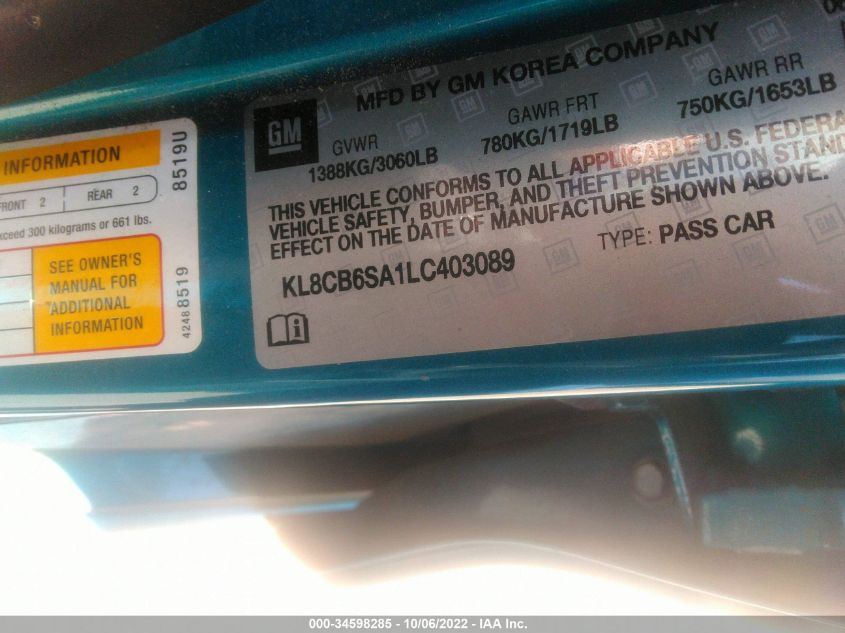 INFORMATION
FRONT 2 REAR 2
exceed 300 kilograms or 661 lbs.
SEE OWNER'S
MANUAL FOR
ADDITIONAL
INFORMATION
8519U
42488519
GM
MFD BY GM KOREA COMPANY
GVWR
1388KG/3060LB
GAWR FRT
780KG/1719LB
GAWR RR
750KG/1653LB
THIS VEHICLE CONFORMS TO ALL APPLICABLE U.S. FEDERA
VEHICLE SAFETY, BUMPER, AND THEFT PREVENTION STAND
EFFECT ON THE DATE OF MANUFACTURE SHOWN ABOVE.
KL8CB6SA1LC403089
TYPE: PASS CAR
000-34598285 - 10/06/2022 - IAA Inc.